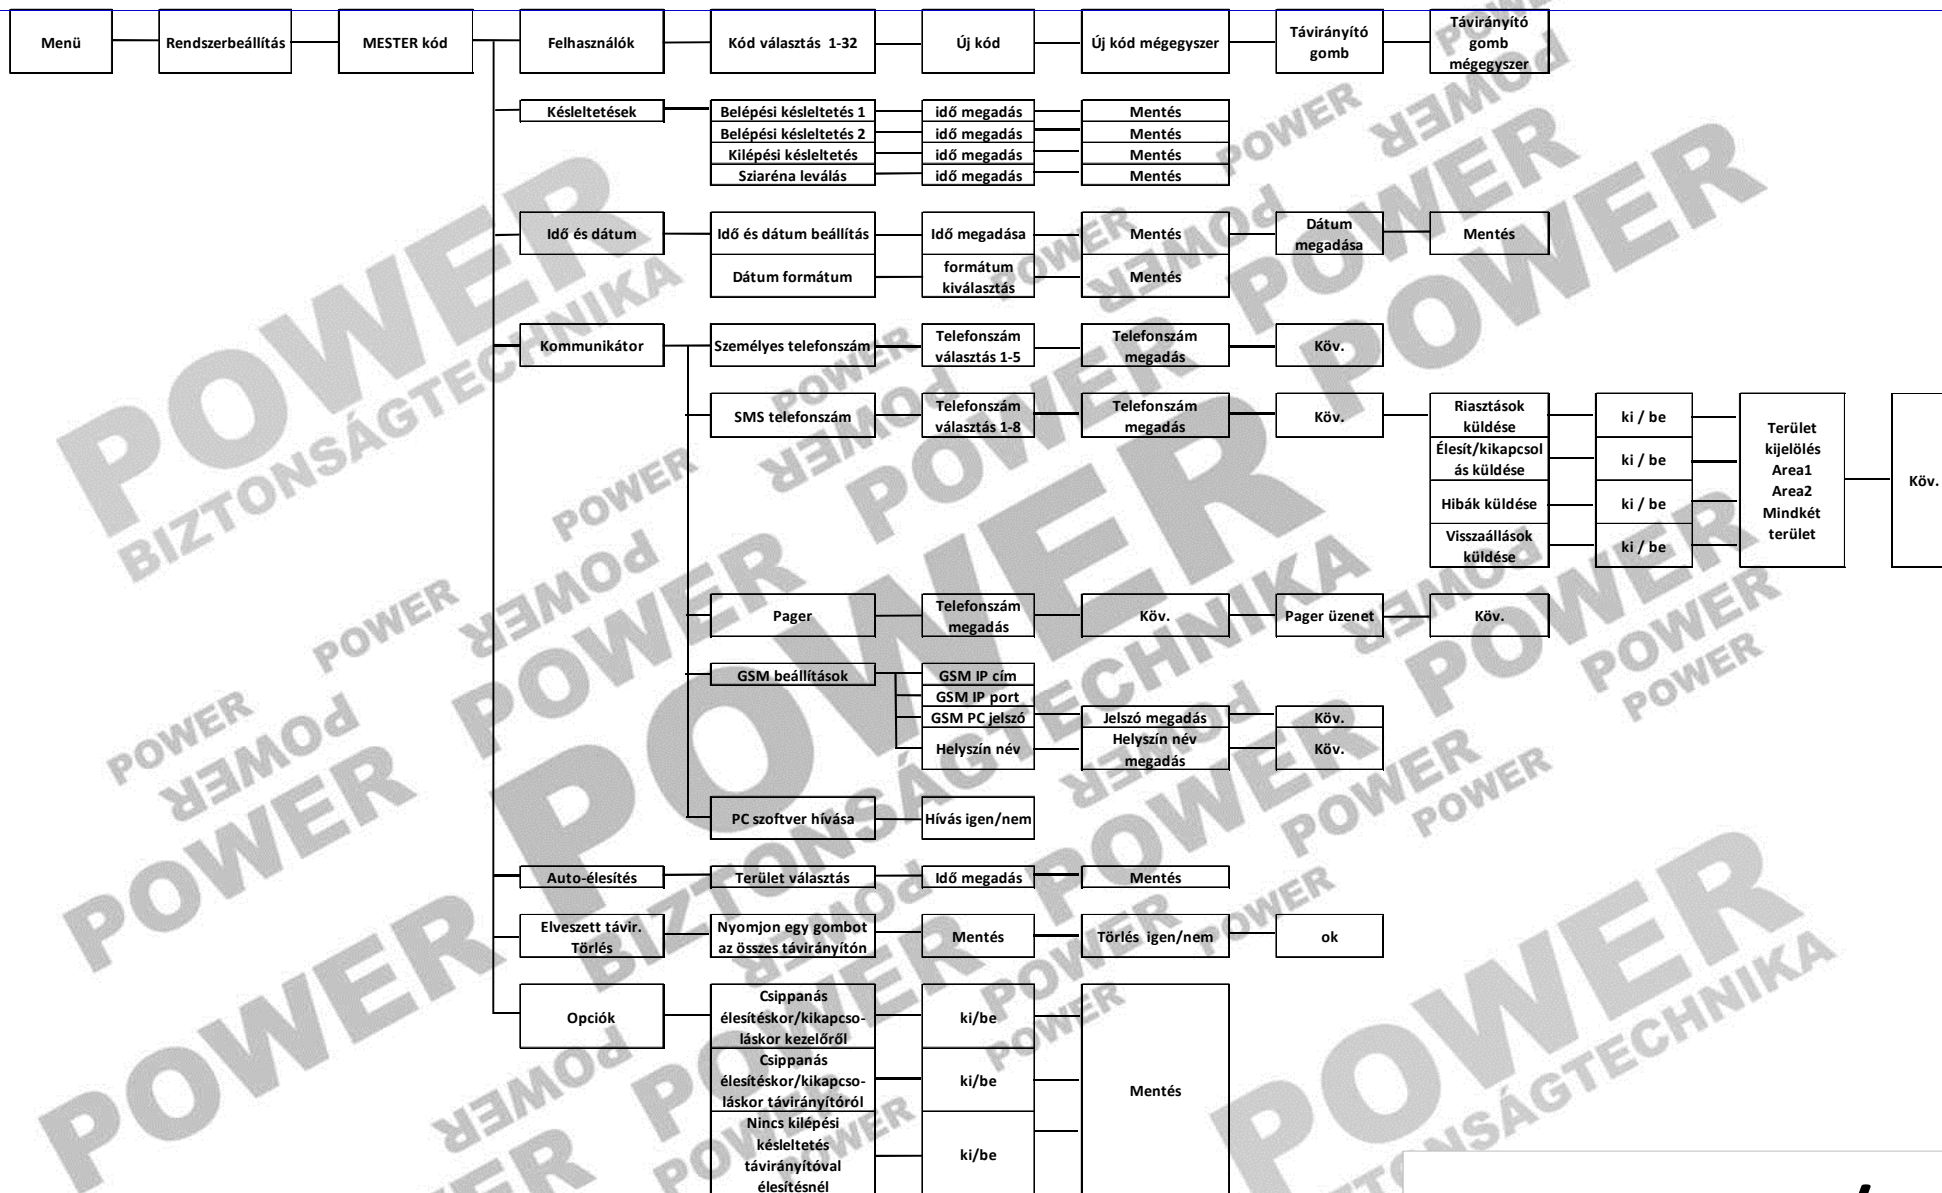 Menü
Rendszerbeállítás
MESTER kód
Felhasználók
Kód választás 1-32
Új kód
Új kód mégegyszer
Távirányító
gomb
Távirányító
gomb
mégegyszer
Késleltetések
Belépési késleltetés 1
idő megadás
Mentés
Belépési késleltetés 2
idő megadás
Mentés
Kilépési késleltetés
idő megadás
Mentés
Sziaréna leválás
idő megadás
Mentés
Idő és dátum
Idő és dátum beállítás
Idő megadása
Mentés
Dátum
megadása
Mentés
Dátum formátum
formátum
kiválasztás
Mentés
Kommunikátor
Személyes telefonszám
Telefonszám
választás 1-5
Telefonszám
megadás
Köv.
SMS telefonszám
Telefonszám
választás 1-8
Telefonszám
megadás
Köv.
Riasztások
küldése
ki / be
Élesít/kikapcsol
ás küldése
ki / be
Hibák küldése
ki / be
Visszaállások
küldése
ki / be
Terület
kijelölés
Area1
Area2
Mindkét
terület
Köv.
Pager
Telefonszám
megadás
Köv.
Pager üzenet
Köv.
GSM beállítások
GSM IP cím
GSM IP port
GSM PC jelszó
Jelszó megadás
Köv.
Helyszín név
Helyszín név
megadás
Köv.
PC szoftver hívása
Hívás igen/nem
Auto-élesítés
Terület választás
Idő megadás
Mentés
Elveszett távir.
Törlés
Nyomjon egy gombot
az összes távirányítón
Mentés
Törlés igen/nem
ok
Opciók
Csippanás
élesítéskor/kikapcso-
láskor kezelőről
ki/be
Csippanás
élesítéskor/kikapcso-
láskor távirányítóról
ki/be
Nincs kilépési
késleltetés
távirányítóval
élesítésnél
ki/be
Mentés
POWER
BIZTONSÁGTECHNIKA
POWER
BIZTONSÁGTECHNIKA
POWER